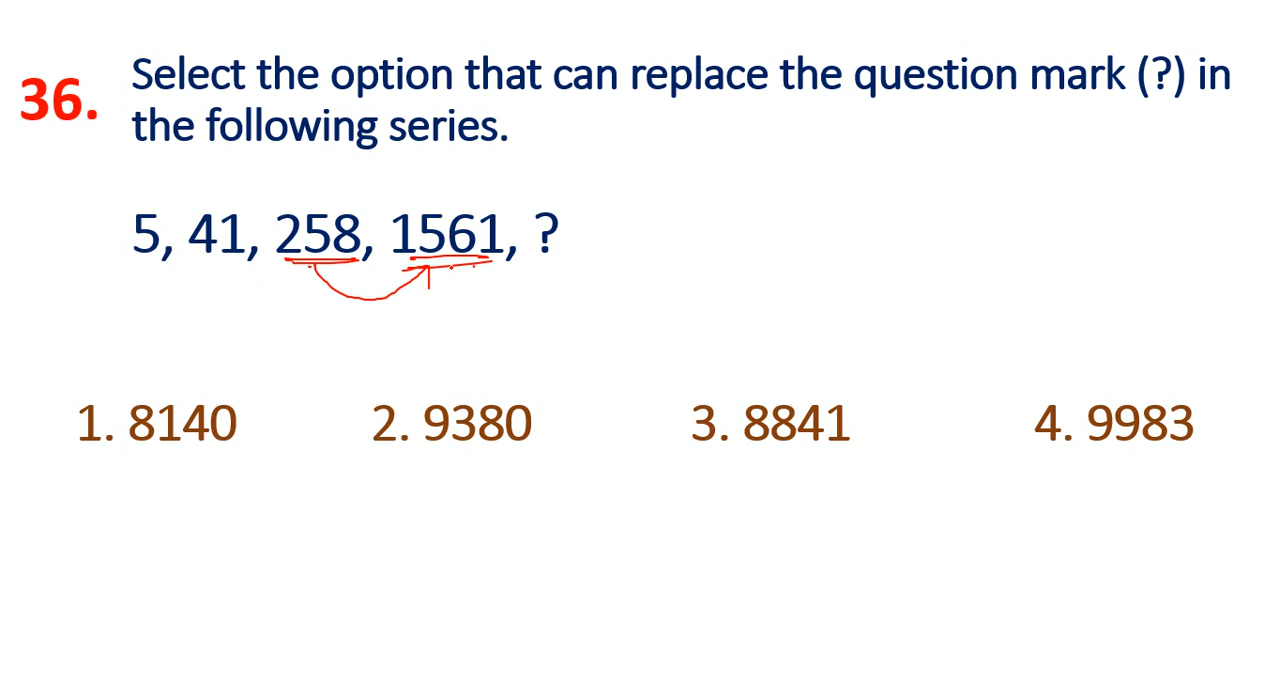 36. Select the option that can replace the question mark (?) in
the following series.
5, 41, 258, 1561, ?
1. 8140 2. 9380 3. 8841 4. 9983